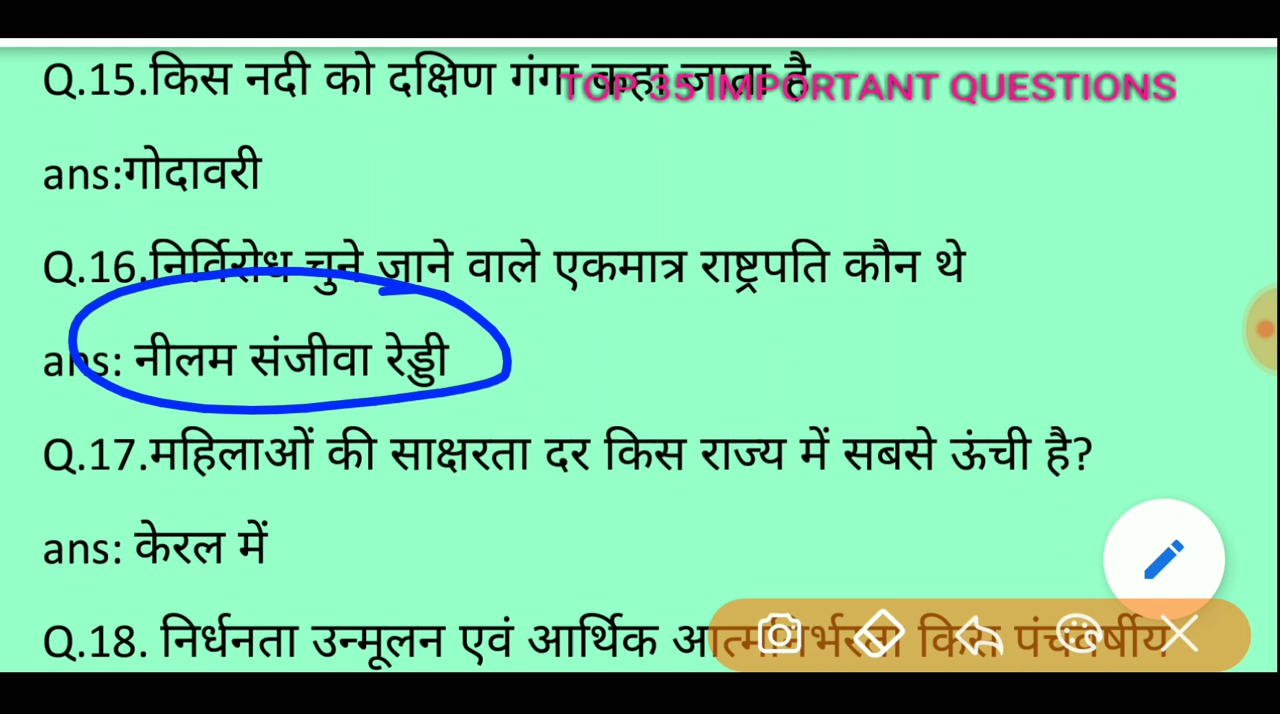 Q.15.किस नदी को दक्षिण गंगा कहा जाता है
TOP 35 IMPORTANT QUESTIONS
ans:गोदावरी
Q.16.निर्विरोध चुने जाने वाले एकमात्र राष्ट्रपति कौन थे
ans: नीलम संजीवा रेड्डी
Q.17.महिलाओं की साक्षरता दर किस राज्य में सबसे ऊंची है?
ans: केरल में
Q.18. निर्धनता उन्मूलन एवं आर्थिक आत्मनिर्भरता किस पंचवर्षीय